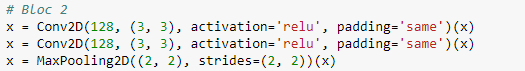 # Bloc 2
x = Conv2D(128, (3, 3), activation='relu', padding='same')(x)
x = Conv2D(128, (3, 3), activation='relu', padding='same')(x)
x = MaxPooling2D((2, 2), strides=(2, 2))(x)